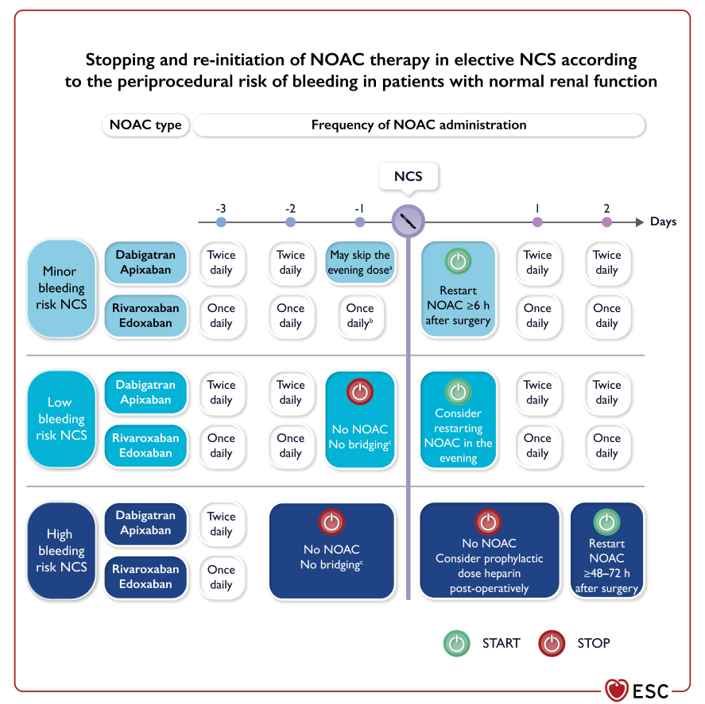 Stopping and re-initiation of NOAC therapy in elective NCS according
to the periprocedural risk of bleeding in patients with normal renal function
NOAC type
Frequency of NOAC administration
NCS
-3
-2
-1
1
2
Days
Minor
bleeding
risk NCS
Dabigatran
Apixaban
Twice
daily
Twice
daily
May skip the
evening doseᵃ
Restart
NOAC ≥6 h
after surgery
Twice
daily
Twice
daily
Rivaroxaban
Edoxaban
Once
daily
Once
daily
Once
dailyᵇ
Once
daily
Once
daily
Low
bleeding
risk NCS
Dabigatran
Apixaban
Twice
daily
Twice
daily
No NOAC
No bridgingᶜ
Consider
restarting
NOAC in the
evening
Twice
daily
Twice
daily
Rivaroxaban
Edoxaban
Once
daily
Once
daily
Once
daily
Once
daily
High
bleeding
risk NCS
Dabigatran
Apixaban
Twice
daily
No NOAC
No bridgingᶜ
No NOAC
Consider prophylactic
dose heparin
post-operatively
Restart
NOAC
≥48–72 h
after surgery
Rivaroxaban
Edoxaban
Once
daily
START
STOP
ESC